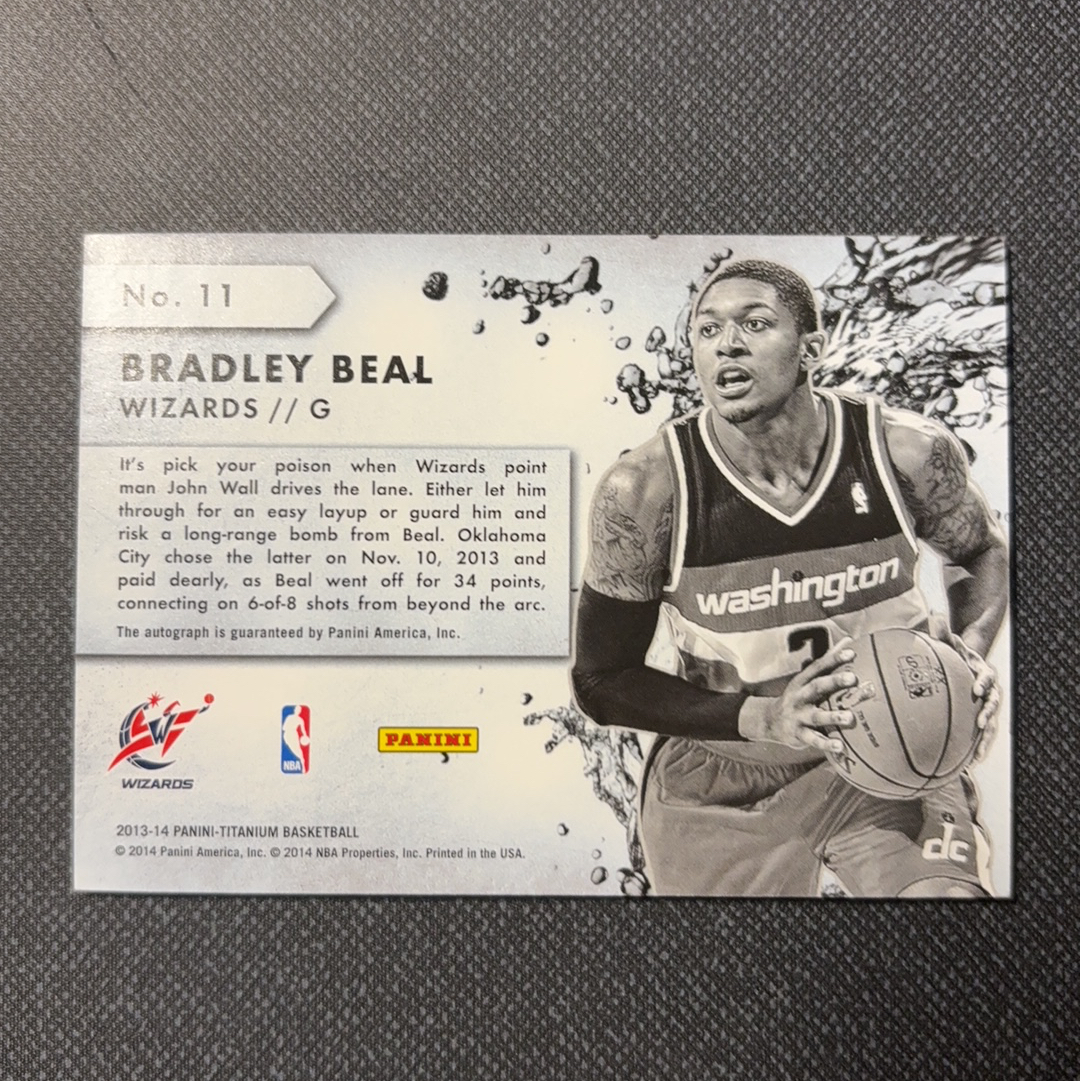 No. 11
BRADLEY BEAL
WIZARDS // G
It's pick your poison when Wizards point
man John Wall drives the lane. Either let him
through for an easy layup or guard him and
risk a long-range bomb from Beal. Oklahoma
City chose the latter on Nov. 10, 2013 and
paid dearly, as Beal went off for 34 points,
connecting on 6-of-8 shots from beyond the arc.
The autograph is guaranteed by Panini America, Inc.
washington
3
dc
W
WIZARDS
NBA
PANINI
2013-14 PANINI-TITANIUM BASKETBALL
© 2014 Panini America, Inc. © 2014 NBA Properties, Inc. Printed in the USA.